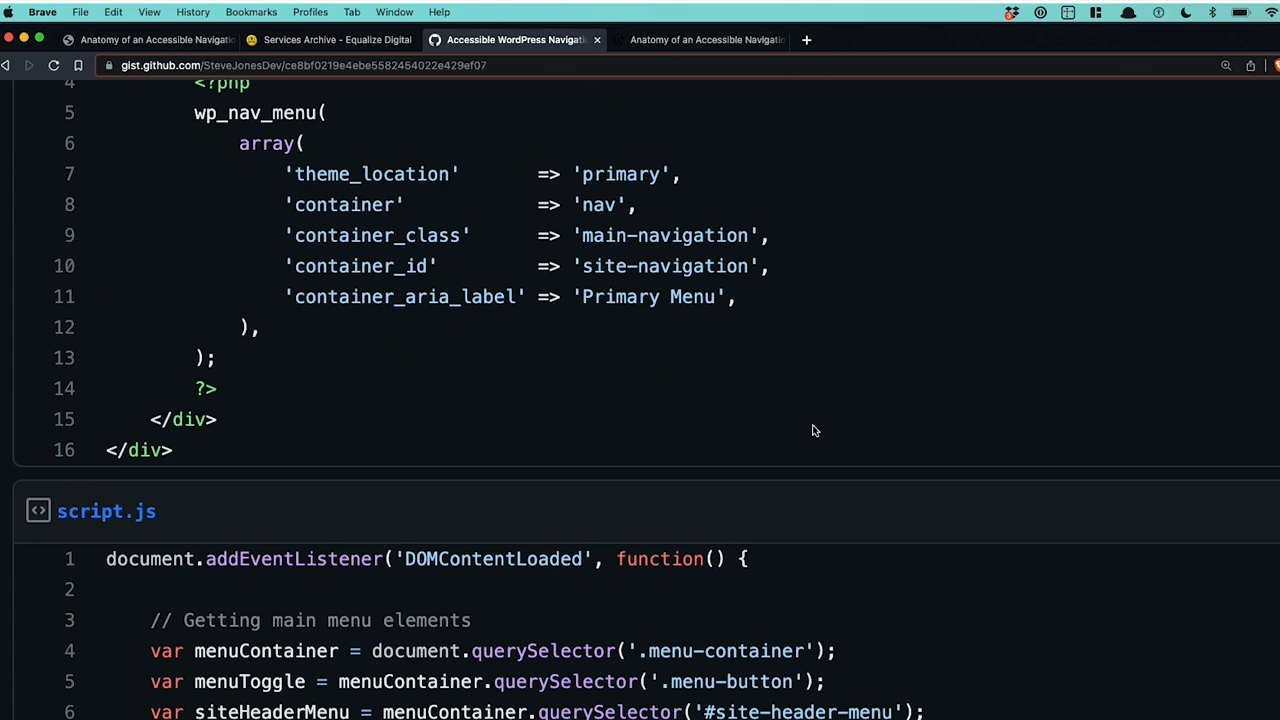 Brave File Edit View History Bookmarks Profiles Tab Window Help
Anatomy of an Accessible Navigatio Services Archive - Equalize Digital Accessible WordPress Navigati × Anatomy of an Accessible Navigatio +
gist.github.com/SteveJonesDev/ce8bf0219e4ebe5582454022e429ef07
4 <?php
5 wp_nav_menu(
6 array(
7 'theme_location' => 'primary',
8 'container' => 'nav',
9 'container_class' => 'main-navigation',
10 'container_id' => 'site-navigation',
11 'container_aria_label' => 'Primary Menu',
12 ),
13 );
14 ?>
15 </div>
16 </div>
script.js
1 document.addEventListener('DOMContentLoaded', function() {
2
3 // Getting main menu elements
4 var menuContainer = document.querySelector('.menu-container');
5 var menuToggle = menuContainer.querySelector('.menu-button');
6 var siteHeaderMenu = menuContainer.querySelector('#site-header-menu');